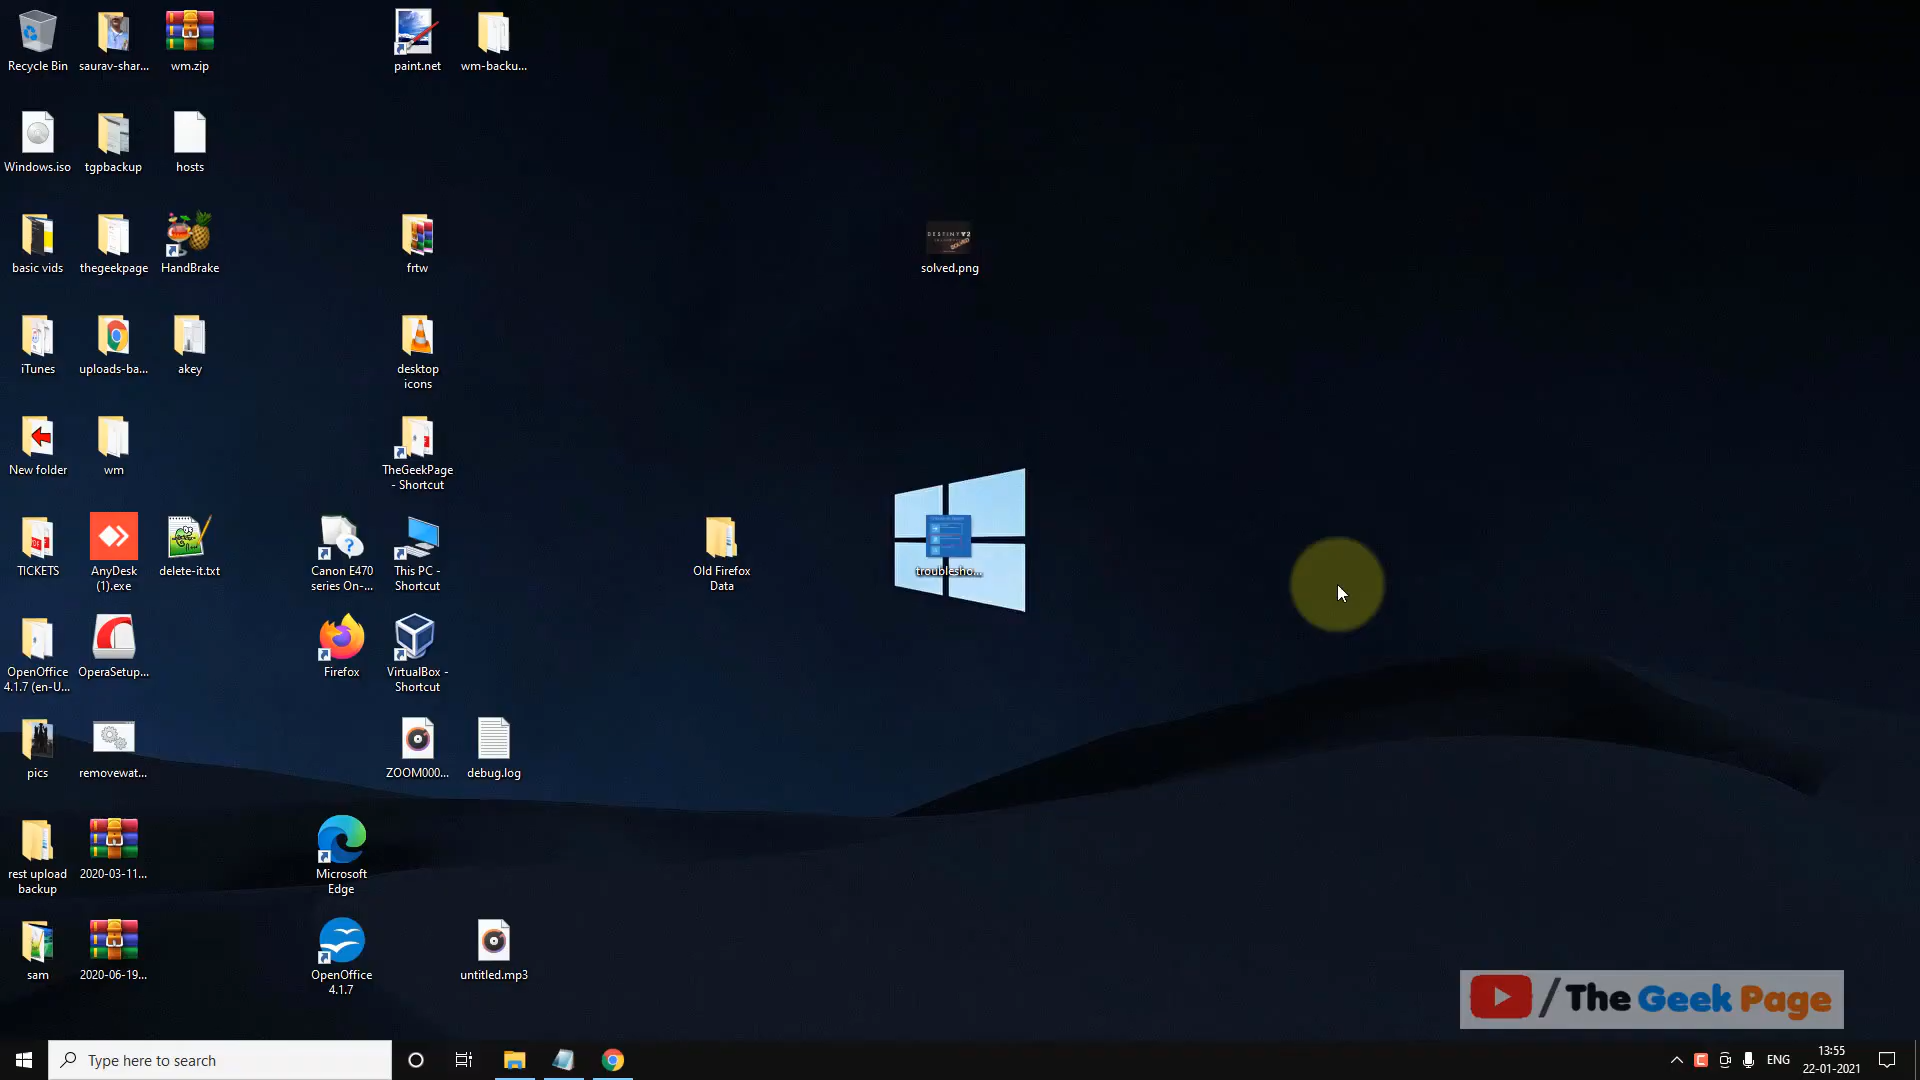 Recycle Bin
saurav-shar...
wm.zip
paint.net
wm-backu...
Windows.iso
tgpbackup
hosts
basic vids
thegeekpage
HandBrake
frtw
DESTINY 2
SOLVED
solved.png
iTunes
uploads-ba...
akey
desktop
icons
New folder
wm
TheGeekPage
- Shortcut
TICKETS
AnyDesk
(1).exe
delete-it.txt
Canon E470
series On-...
This PC -
Shortcut
Old Firefox
Data
troublesho...
OpenOffice
4.1.7 (en-U...
OperaSetup...
Firefox
VirtualBox -
Shortcut
pics
removewat...
ZOOM000...
debug.log
rest upload
backup
2020-03-11...
Microsoft
Edge
sam
2020-06-19...
OpenOffice
4.1.7
untitled.mp3
/ The Geek Page
Type here to search
ENG
13:55
22-01-2021